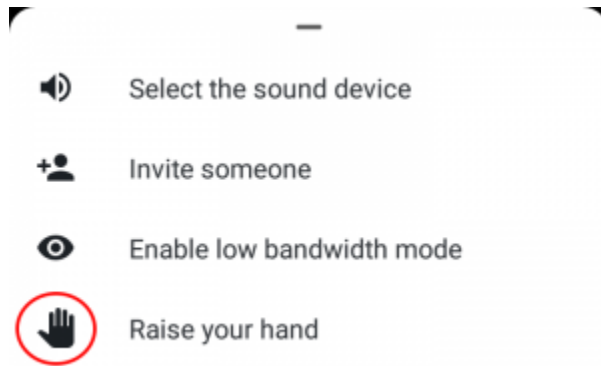 Select the sound device
Invite someone
Enable low bandwidth mode
Raise your hand